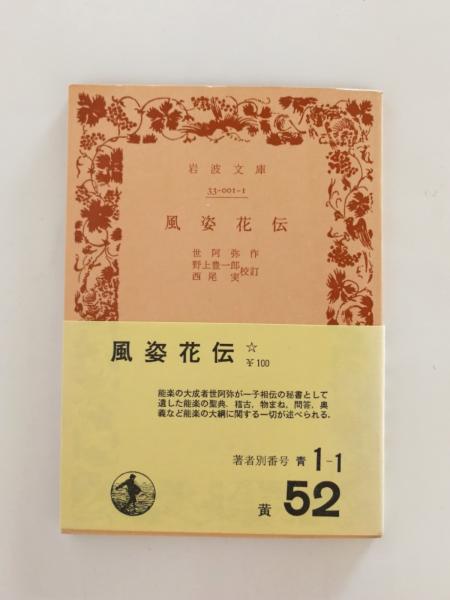 岩波文庫
33-001-1
風姿花伝
世阿弥作
野上豊一郎
西尾実
校訂
風姿花伝 ☆
¥100
能楽の大成者世阿弥が一子相伝の秘書として
遺した能楽の聖典．稽古，物まね，問答，奥
義など能楽の大綱に関する一切が述べられる．
著者別番号 青 1-1
黄 52